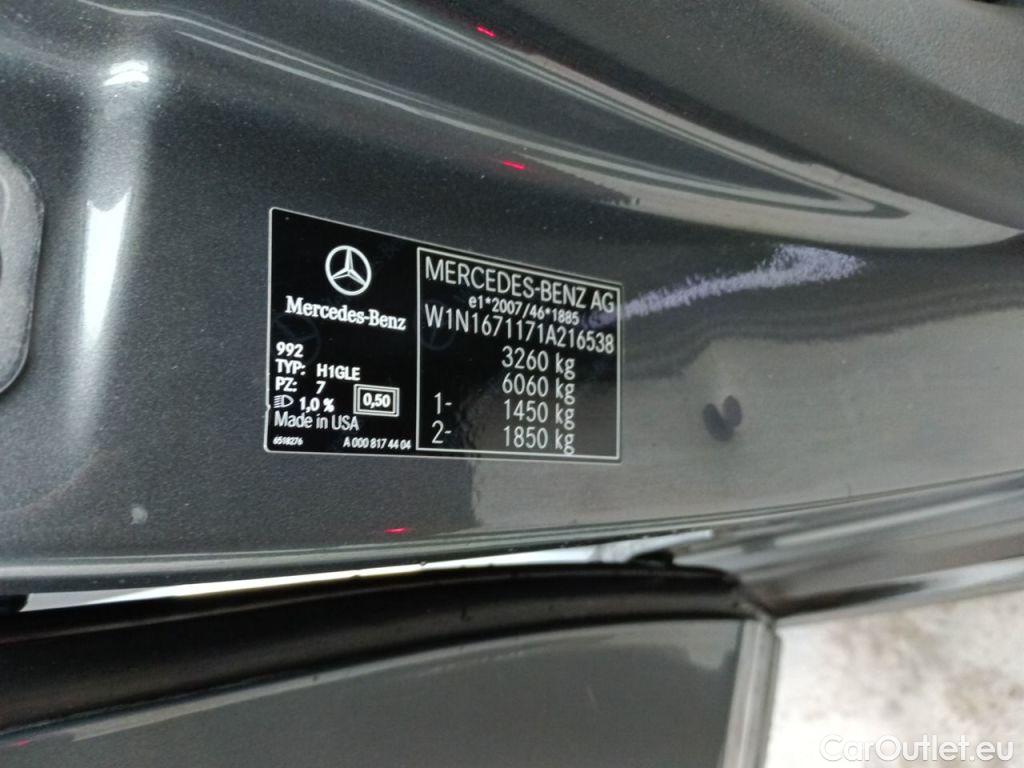 Mercedes-Benz
992
TYP: H1GLE
PZ: 7
1,0 % 0,50
Made in USA
6518276 A 000 817 44 04
MERCEDES-BENZ AG
e1*2007/46*1885
W1N1671171A216538
3260 kg
6060 kg
1- 1450 kg
2- 1850 kg
CarOutlet.eu